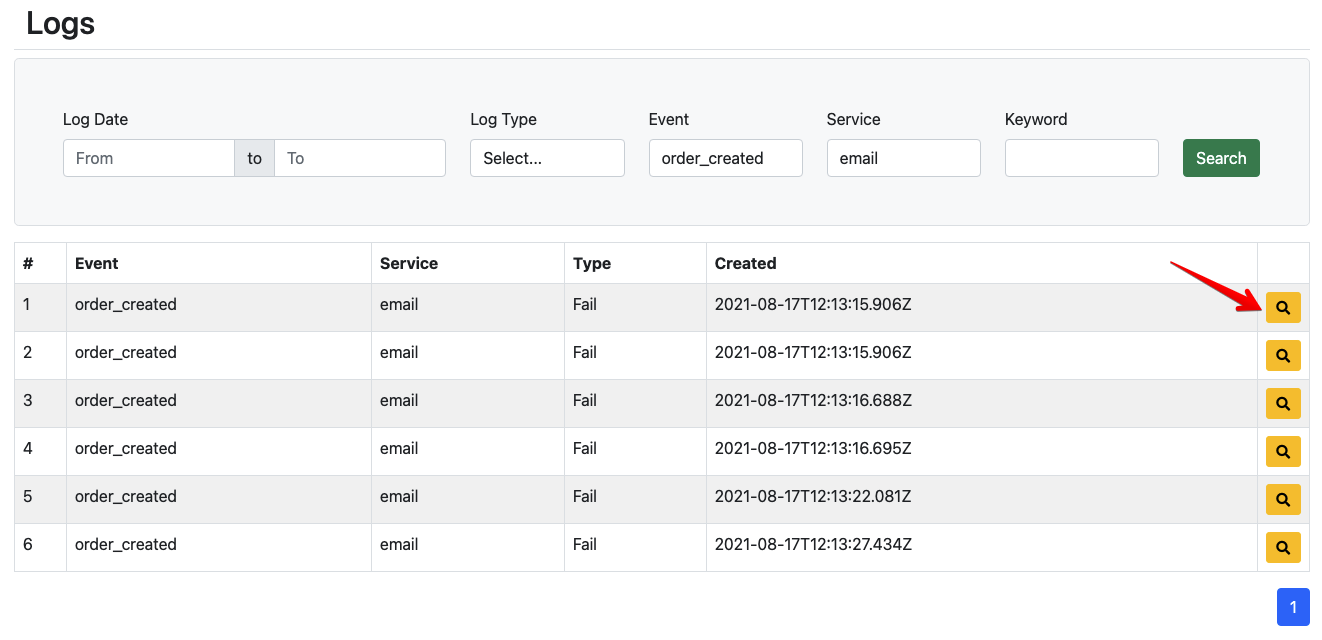 Logs
Log Date Log Type Event Service Keyword
From to To Select... order_created email Search
# Event Service Type Created
1 order_created email Fail 2021-08-17T12:13:15.906Z
2 order_created email Fail 2021-08-17T12:13:15.906Z
3 order_created email Fail 2021-08-17T12:13:16.688Z
4 order_created email Fail 2021-08-17T12:13:16.695Z
5 order_created email Fail 2021-08-17T12:13:22.081Z
6 order_created email Fail 2021-08-17T12:13:27.434Z
1